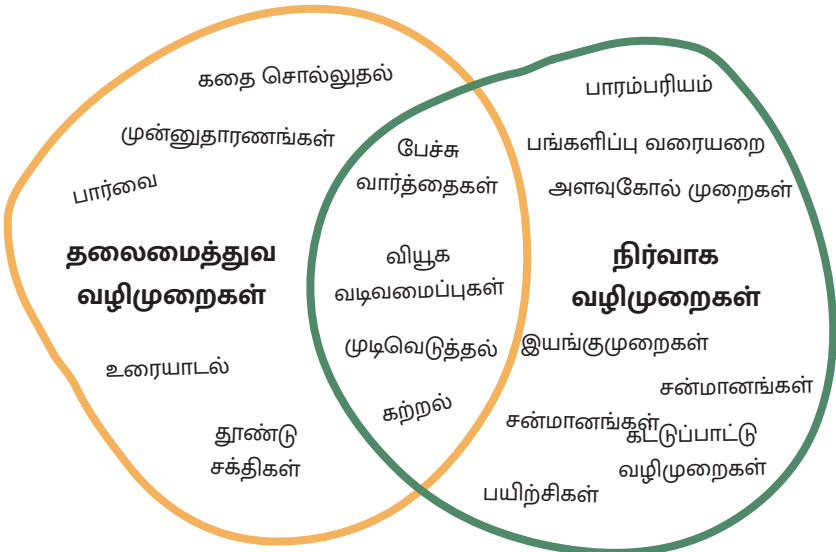 கதை சொல்லுதல்
முன்னுதாரணங்கள்
பார்வை
தலைமைத்துவ
வழிமுறைகள்
உரையாடல்
தூண்டு
சக்திகள்
பேச்சு
வார்த்தைகள்
வியூக
வடிவமைப்புகள்
முடிவெடுத்தல்
கற்றல்
பாரம்பரியம்
பங்களிப்பு வரையறை
அளவுகோல் முறைகள்
நிர்வாக
வழிமுறைகள்
இயங்குமுறைகள்
சன்மானங்கள்
சன்மானங்கள்
கட்டுப்பாட்டு
வழிமுறைகள்
பயிற்சிகள்